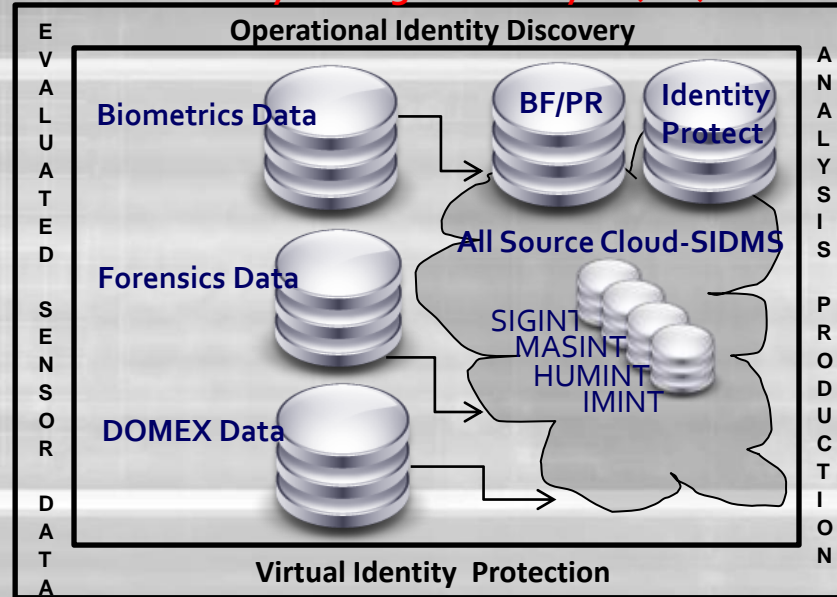 Operational Identity Discovery
EVALUATED SENSOR DATA
Biometrics Data
BF/PR
Identity
Protect
All Source Cloud-SIDMS
Forensics Data
SIGINT
MASINT
HUMINT
IMINT
DOMEX Data
ANALYSIS PRODUCTION
Virtual Identity Protection